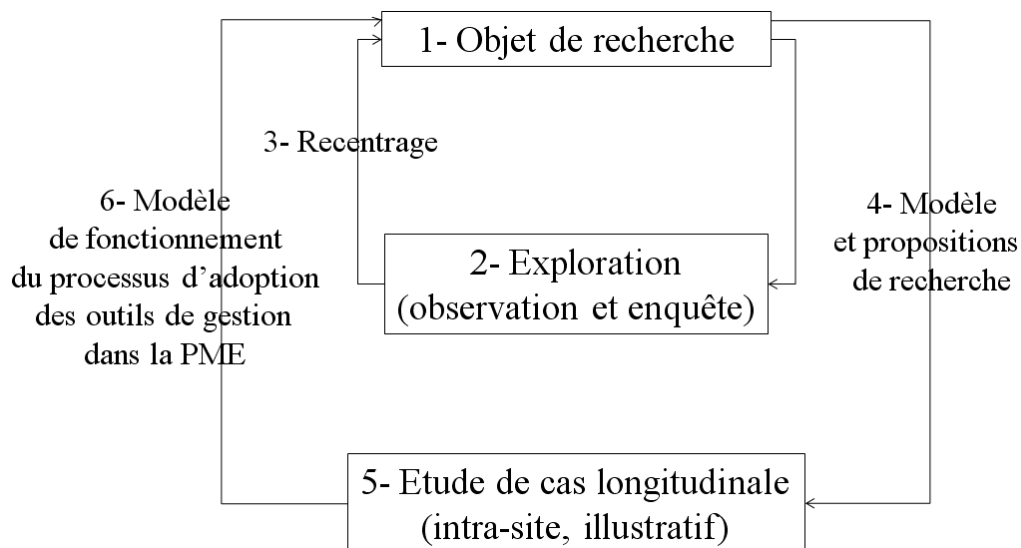 1- Objet de recherche
3- Recentrage
2- Exploration
(observation et enquête)
6- Modèle
de fonctionnement
du processus d’adoption
des outils de gestion
dans la PME
4- Modèle
et propositions
de recherche
5- Etude de cas longitudinale
(intra-site, illustratif)